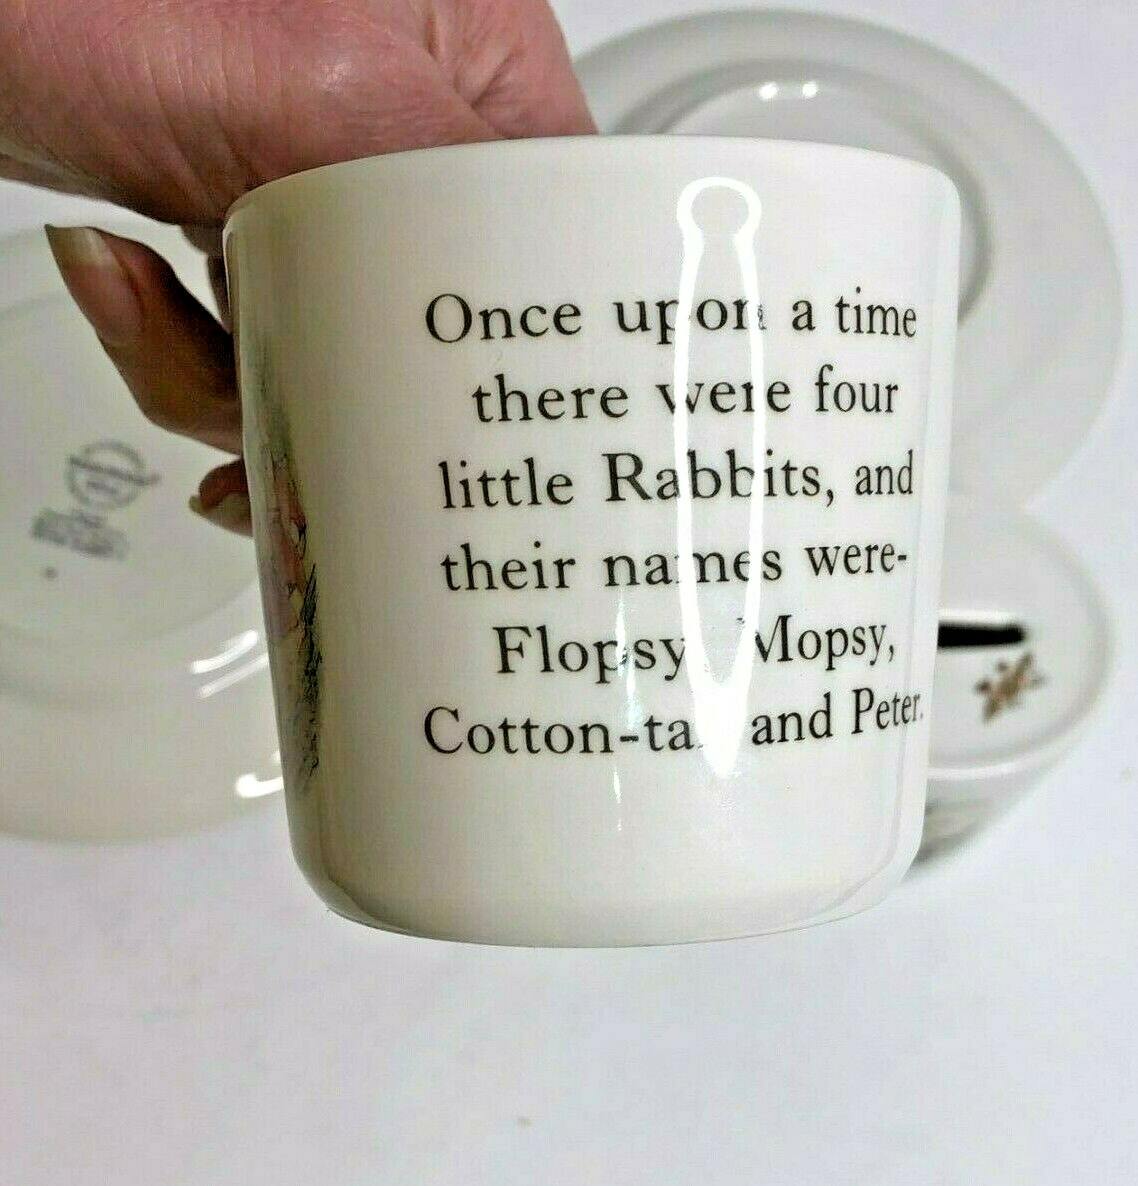 Once upon a time
there were four
little Rabbits, and
their names were-
Flopsy, Mopsy,
Cotton-tail and Peter.